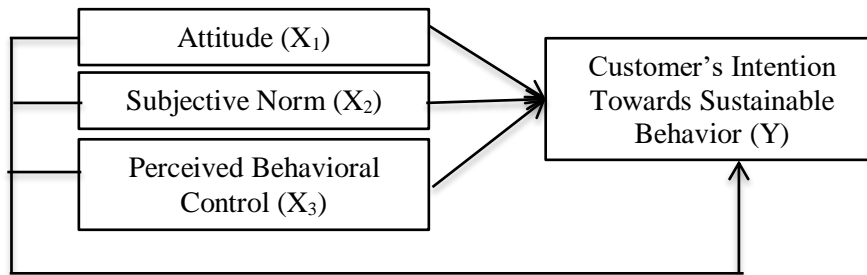 Attitude (X₁)
Subjective Norm (X₂)
Perceived Behavioral
Control (X₃)
Customer’s Intention
Towards Sustainable
Behavior (Y)